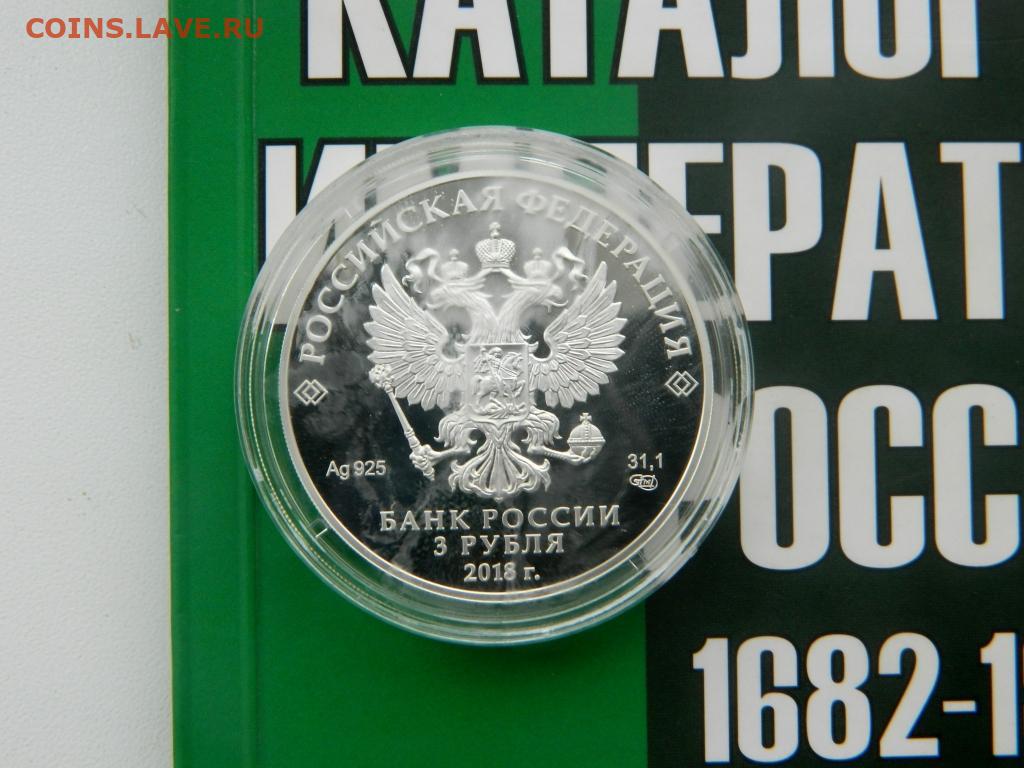 COINS.LAVE.RU
КАТАЛОГ
РОССИЙСКАЯ ФЕДЕРАЦИЯ
Ag 925
31,1
БАНК РОССИИ
3 РУБЛЯ
2018 г.
1682-1